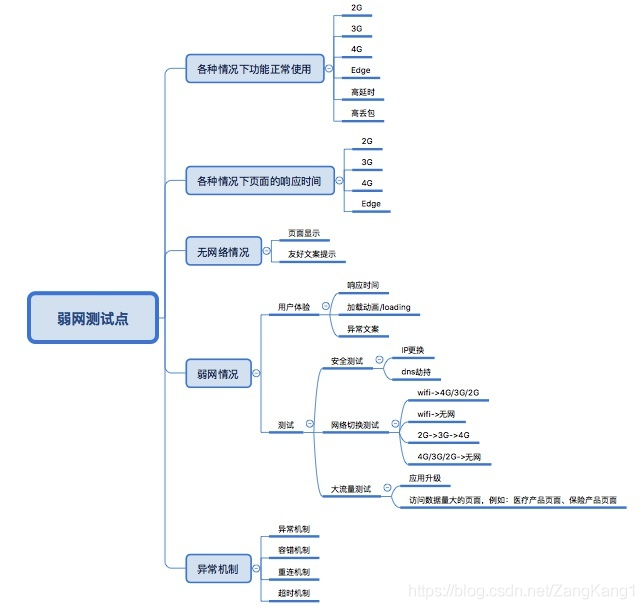 弱网测试点
各种情况下功能正常使用
2G
3G
4G
Edge
高延时
高丢包
各种情况下页面的响应时间
2G
3G
4G
Edge
无网络情况
页面显示
友好文案提示
弱网情况
用户体验
响应时间
加载动画/loading
异常文案
测试
安全测试
IP更换
dns劫持
网络切换测试
wifi->4G/3G/2G
wifi->无网
2G->3G->4G
4G/3G/2G->无网
大流量测试
应用升级
访问数据量大的页面，例如：医疗产品页面、保险产品页面
异常机制
异常机制
容错机制
重连机制
超时机制
https://blog.csdn.net/ZangKang1